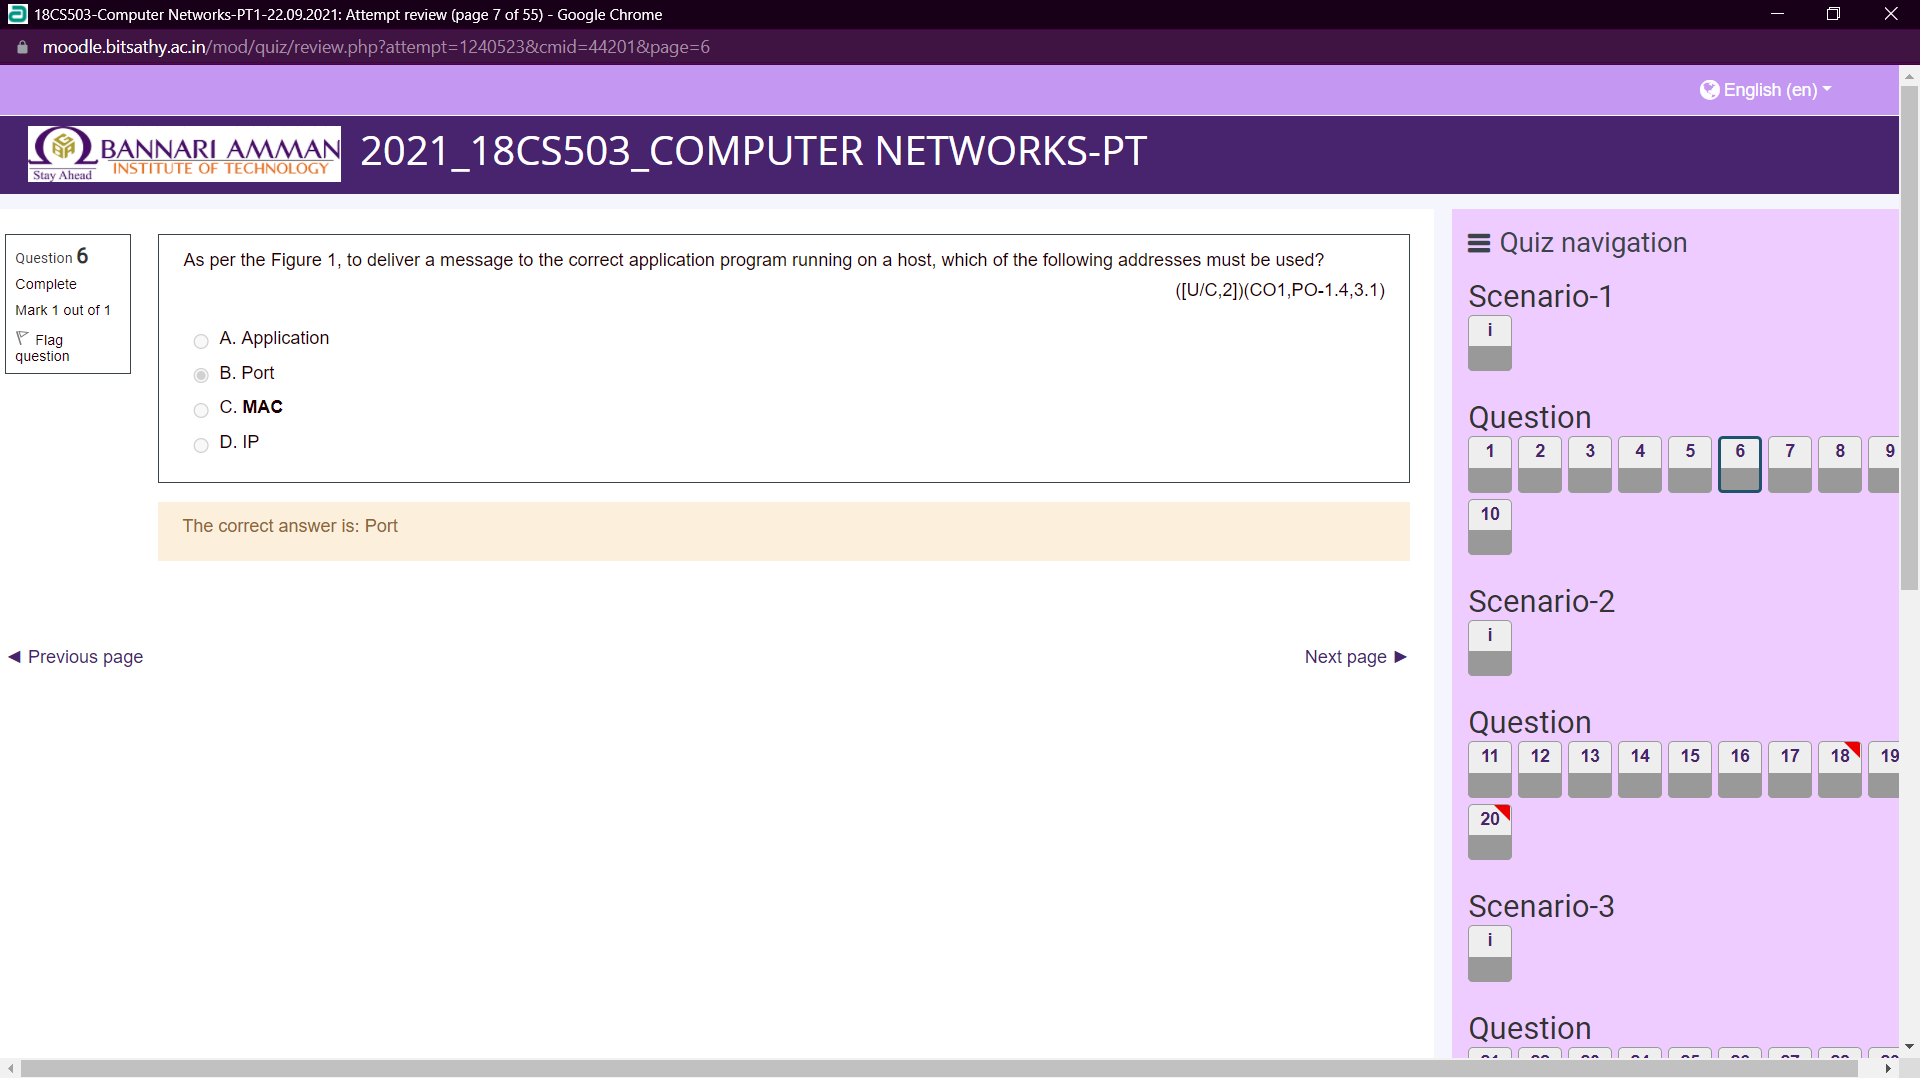 18CS503-Computer Networks-PT1-22.09.2021: Attempt review (page 7 of 55) - Google Chrome
moodle.bitsathy.ac.in/mod/quiz/review.php?attempt=1240523&cmid=44201&page=6
English (en)
BANNARI AMMAN
INSTITUTE OF TECHNOLOGY
Stay Ahead
2021_18CS503_COMPUTER NETWORKS-PT
Question 6
Complete
Mark 1 out of 1
Flag
question
As per the Figure 1, to deliver a message to the correct application program running on a host, which of the following addresses must be used?
([U/C,2])(CO1,PO-1.4,3.1)
A. Application
B. Port
C. MAC
D. IP
The correct answer is: Port
Previous page
Next page
Quiz navigation
Scenario-1
i
Question
1 2 3 4 5 6 7 8 9
10
Scenario-2
i
Question
11 12 13 14 15 16 17 18 19
20
Scenario-3
i
Question